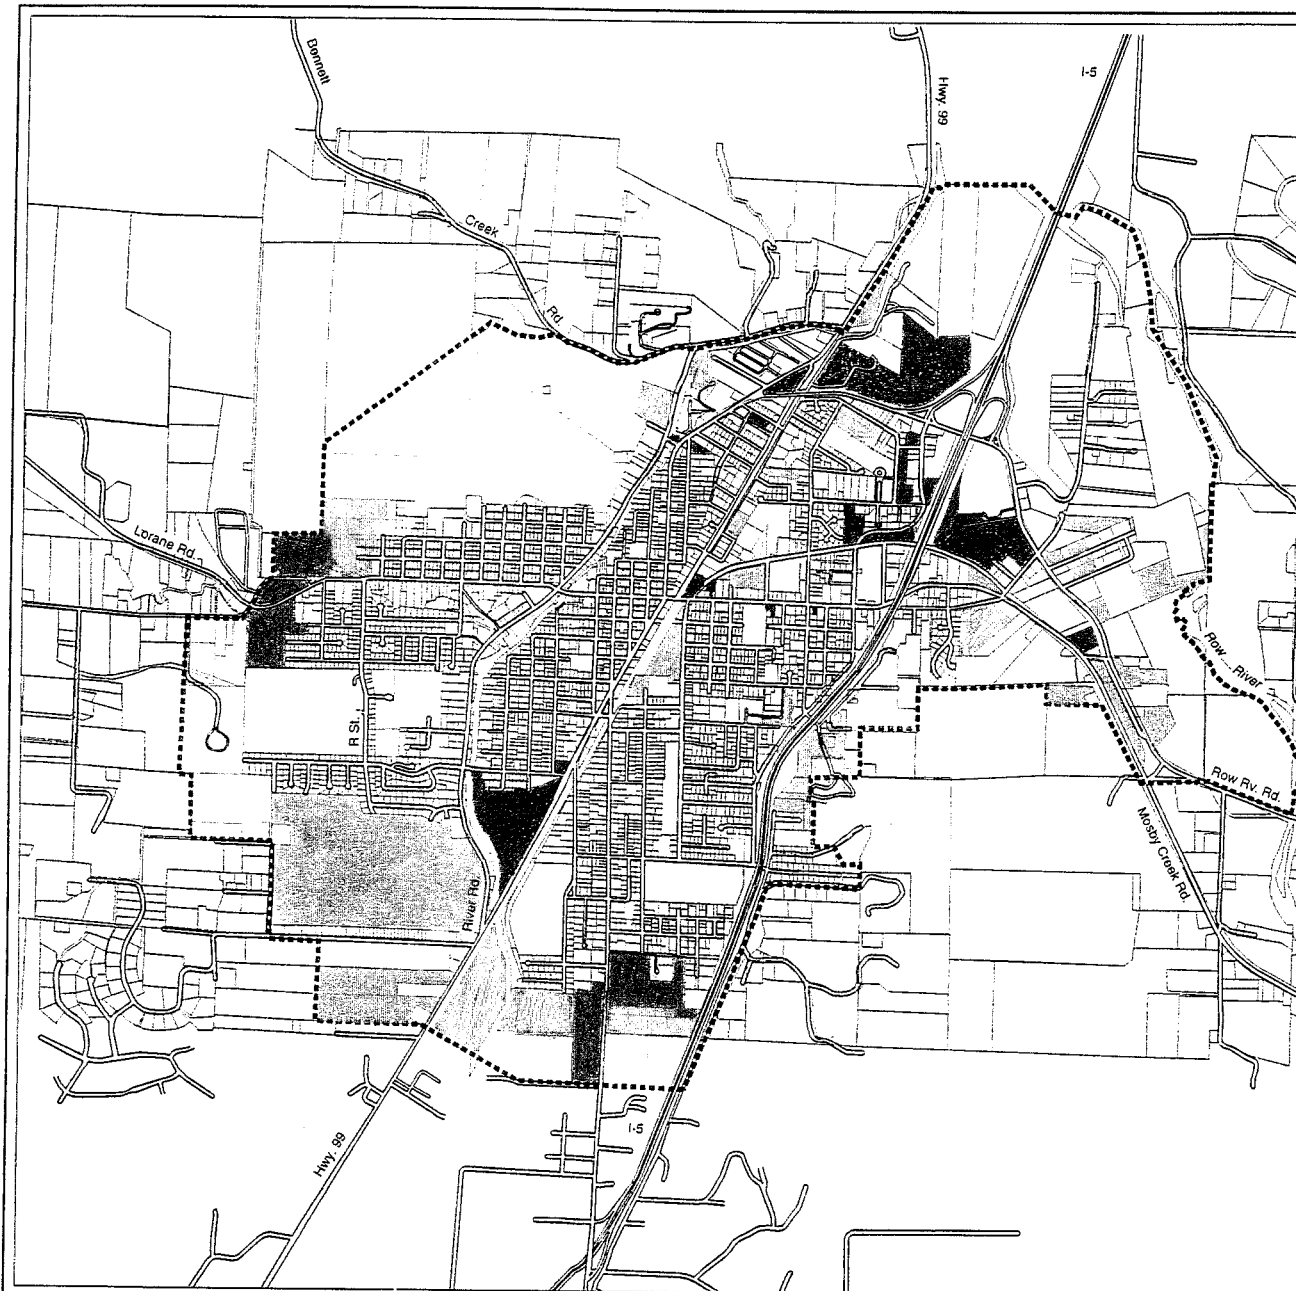 Bennett
Creek
Rd.
Hwy. 99
I-5
Lorane Rd.
R St.
River Rd.
Row River
Row Rv. Rd.
Mosby Creek Rd.
Hwy. 99
I-5